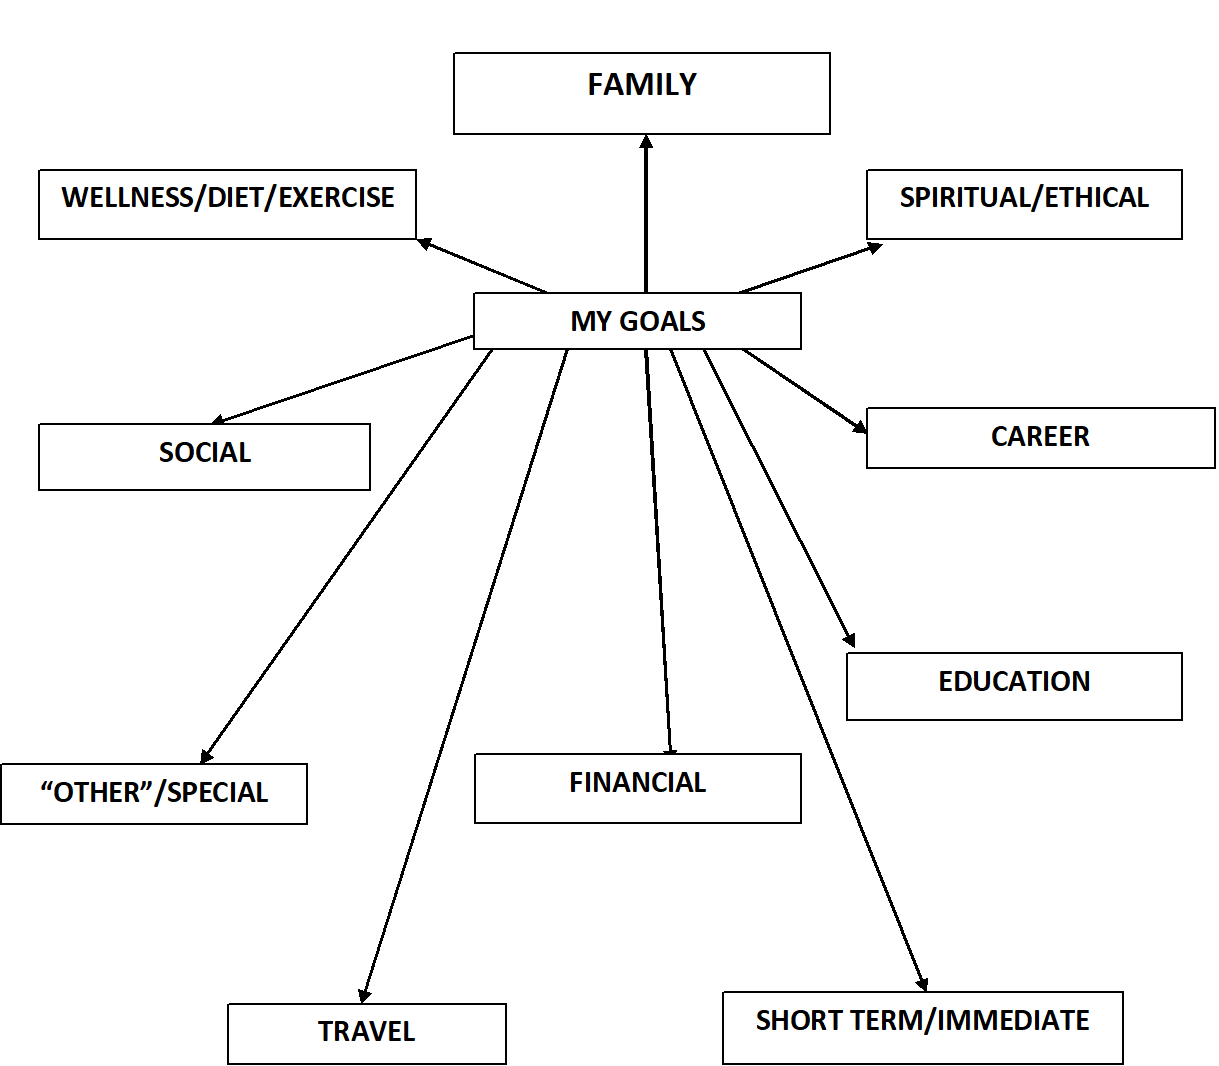 FAMILY
WELLNESS/DIET/EXERCISE
SPIRITUAL/ETHICAL
MY GOALS
SOCIAL
CAREER
EDUCATION
“OTHER”/SPECIAL
FINANCIAL
TRAVEL
SHORT TERM/IMMEDIATE